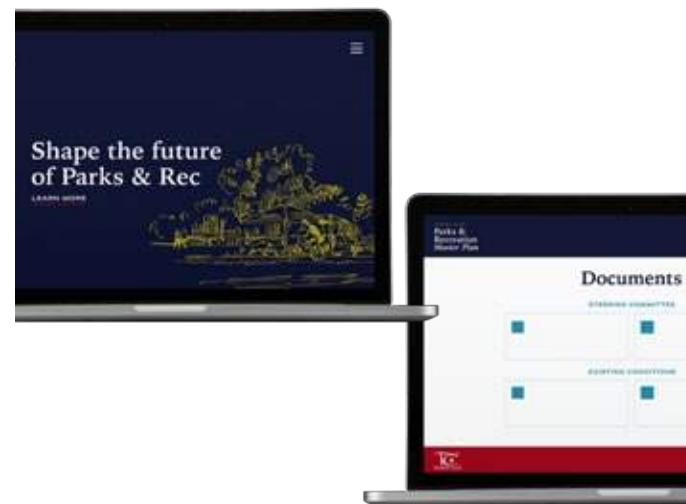 Shape the future
of Parks & Rec
LEARN MORE
Parks &
Recreation
Master Plan
Documents
STEERING COMMITTEE
EXISTING CONDITIONS